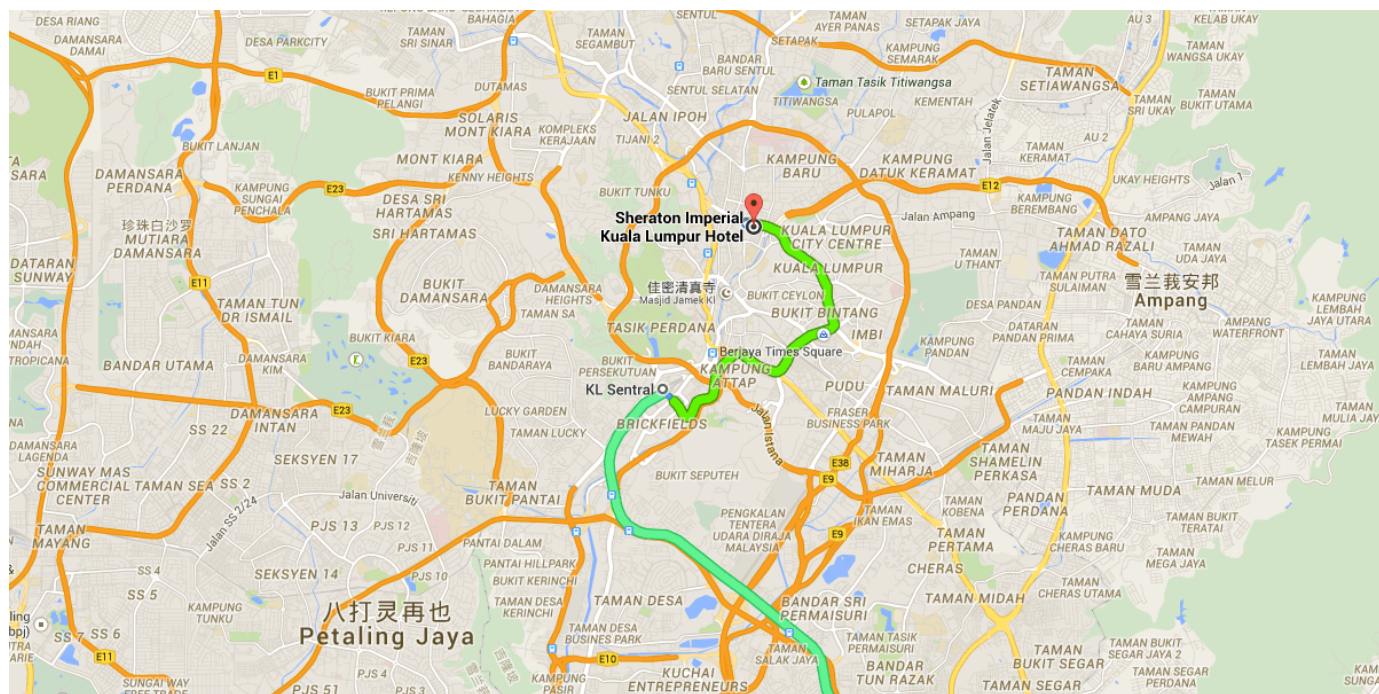 DESA RIANG
DAMANSARA
DAMAI
DESA PARKCITY
BAHAGIA
TAMAN
SRI SINAR
TAMAN
SEGAMBUT
SENTUL
SETAPAK
TAMAN
AYER PANAS
SETAPAK JAYA
AU 3
TAMAN
KELAB UKAY
KAMPUNG
SEMARAK
TAMAN
WANGSA UKAY
BANDAR
BARU SENTUL
E1
BUKIT PRIMA
PELANGI
DUTAMAS
SENTUL SELATAN
Taman Tasik Titiwangsa
TITIWANGSA
KEMENTAH
TAMAN
SETIAWANGSA
TAMAN
BUKIT UTAMA
TAMAN
SRI UKAY
SOLARIS
MONT KIARA
KOMPLEKS
KERAJAAN
JALAN IPOH
TIJANI 2
PULAPOL
Jalan Jelatek
AU 2
BUKIT LANJAN
MONT KIARA
KENNY HEIGHTS
KAMPUNG
BARU
KAMPUNG
DATUK KERAMAT
TAMAN
KERAMAT
UKAY HEIGHTS
Jalan 1
SARA
DAMANSARA
PERDANA
KAMPUNG
SUNGAI
PENCHALA
E23
DESA SRI
HARTAMAS
BUKIT TUNKU
E12
KAMPUNG
BEREMBANG
珍珠白沙罗
MUTIARA
DAMANSARA
SRI HARTAMAS
Sheraton Imperial
Kuala Lumpur Hotel
Jalan Ampang
AMPANG JAYA
UDA JAYA
KUALA LUMPUR
CITY CENTRE
TAMAN DATO
AHMAD RAZALI
DATARAN
SUNWAY
TAMAN
U THANT
KUALA LUMPUR
E11
BUKIT
DAMANSARA
DAMANSARA
HEIGHTS
佳密清真寺
Masjid Jamek Kl
BUKIT CEYLON
TAMAN PUTRA
SULAIMAN
雪兰莪安邦
Ampang
TAMAN TUN
DR ISMAIL
TAMAN SA
BUKIT BINTANG
DESA PANDAN
KAMPUNG
LEMBAH
JAYA UTARA
TASIK PERDANA
IMBI
DATARAN
PANDAN PRIMA
TAMAN
CAHAYA SURIA
AMPANG
WATERFRONT
DAMANSARA
INDAH
TROPICANA
BUKIT KIARA
BANDAR UTAMA
DAMANSARA
KIM
E23
BUKIT
BANDARAYA
BUKIT
PERSEKUTUAN
Berjaya Times Square
KAMPUNG
PANDAN
TAMAN
CEMPAKA
KAMPUNG
BARU AMPANG
TAMAN
LEMBAH JAYA
KAMPUNG
ATTAP
KL Sentral
PUDU
TAMAN MALURI
PANDAN INDAH
DAMANSARA
INTAN
E23
LUCKY GARDEN
TAMAN LUCKY
BRICKFIELDS
Jalan Istana
FRASER
BUSINESS PARK
TAMAN
MAJU JAYA
KAMPUNG
AMPANG
CAMPURAN
TAMAN
MULIA JAYA
TAMAN PANDAN
MEWAH
KAMPUNG
TASEK PERMAI
SS 22
DAMANSARA
LAGENDA
SEKSYEN 17
SUNWAY MAS
COMMERCIAL
CENTER
TAMAN SEA
SS 2
BUKIT SEPUTEH
E38
E9
TAMAN
MIHARJA
TAMAN
SHAMELIN
PERKASA
TAMAN MELUR
Jalan Universiti
Jalan SS 2/24
TAMAN
BUKIT PANTAI
TAMAN MUDA
TAMAN
MAYANG
PJS 13
PJS 12
PANTAI DALAM
PENGKALAN
TENTERA
UDARA DIRAJA
MALAYSIA
TAMAN
IKAN EMAS
TAMAN
KOBENA
PANDAN
PERDANA
TAMAN BUKIT
TERATAI
E9
TAMAN
PERTAMA
KAMPUNG
CHERAS BARU
TAMAN
MEGA JAYA
PJS 11
PANTAI HILLPARK
SS 4
SEKSYEN 14
PJS 10
BUKIT KERINCHI
CHERAS
KAMPUNG
CHERAS UTAMA
SS 5
KAMPUNG
TUNKU
八打灵再也
Petaling Jaya
TAMAN DESA
KERINCHI
TAMAN DESA
BANDAR SRI
PERMAISURI
TAMAN MIDAH
SS 7
SS 6
TAMAN DESA
BUSINES PARK
TAMAN TASIK
PERMAISURI
TAMAN BUKIT
SEGAR JAYA 2
E11
PJS 4
E10
TAMAN
SALAK JAYA
BANDAR
TUN
RAZAK
TAMAN
BUKIT SEGAR
SUNGAI WAY
FREE TRADE
PJS 51
PJS 3
KAMPUNG
PASIR
KUCHAI
ENTREPRENEURS
TAMAN
SEGAR
TAMAN SEGAR
PERDANA